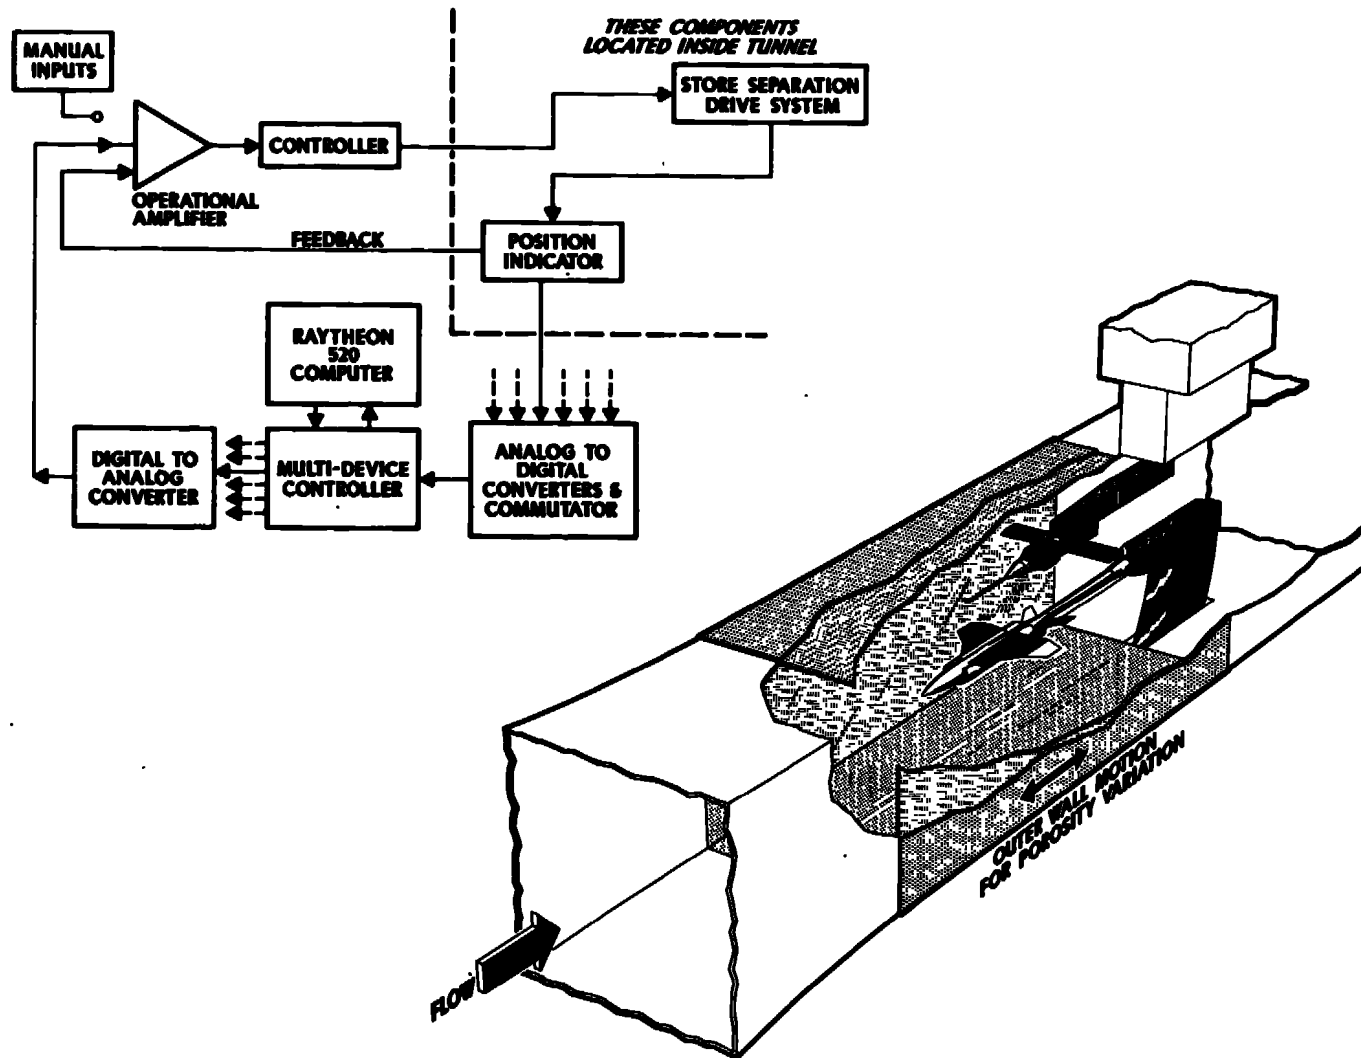 THESE COMPONENTS
LOCATED INSIDE TUNNEL
MANUAL
INPUTS
STORE SEPARATION
DRIVE SYSTEM
CONTROLLER
OPERATIONAL
AMPLIFIER
FEEDBACK
POSITION
INDICATOR
RAYTHEON
520
COMPUTER
DIGITAL TO
ANALOG
CONVERTER
MULTI-DEVICE
CONTROLLER
ANALOG TO
DIGITAL
CONVERTERS &
COMMUTATOR
OUTER WALL MOTION
FOR POROSITY VARIATION
FLOW